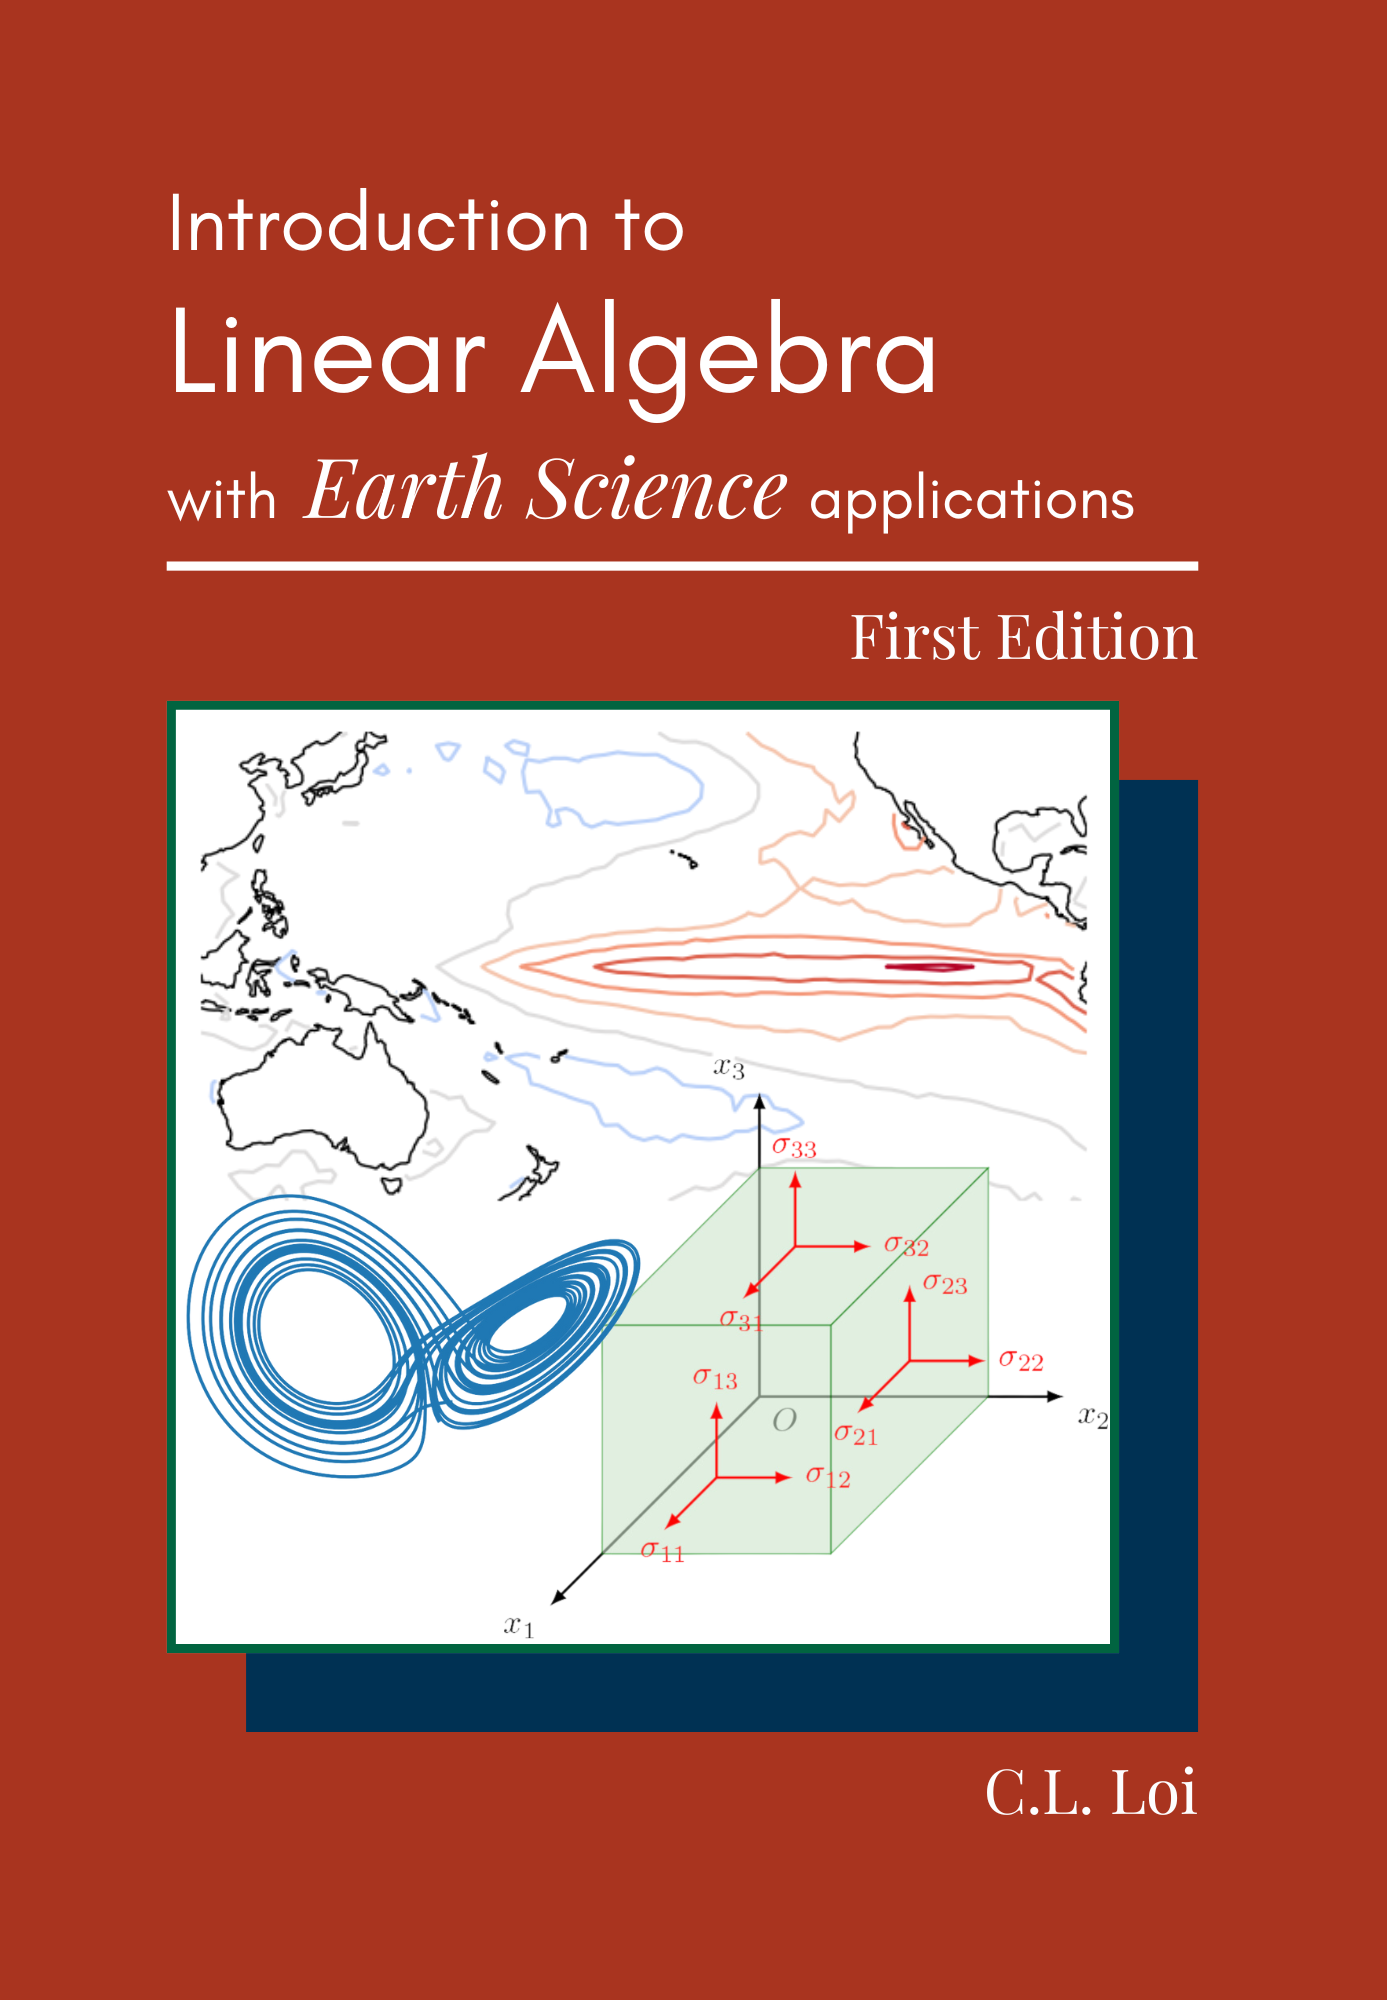 Introduction to
Linear Algebra
with Earth Science applications
First Edition
x₃
σ₃₃
σ₃₂
σ₂₃
σ₃₁
σ₂₂
σ₁₃
x₂
O
σ₂₁
σ₁₂
σ₁₁
x₁
C.L. Loi